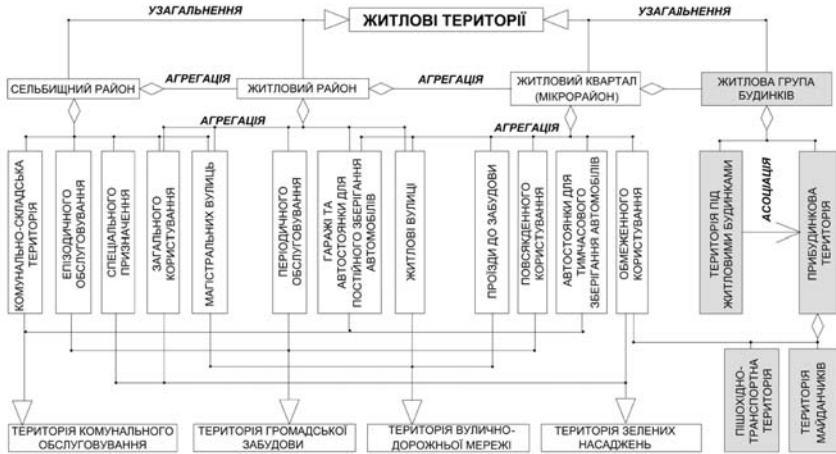 УЗАГАЛЬНЕННЯ
ЖИТЛОВІ ТЕРИТОРІЇ
УЗАГАЛЬНЕННЯ
СЕЛЬБИЩНИЙ РАЙОН
АГРЕГАЦІЯ
ЖИТЛОВИЙ РАЙОН
АГРЕГАЦІЯ
ЖИТЛОВИЙ КВАРТАЛ
(МІКРОРАЙОН)
ЖИТЛОВА ГРУПА
БУДИНКІВ
АГРЕГАЦІЯ
АГРЕГАЦІЯ
КОМУНАЛЬНО-СКЛАДСЬКА
ТЕРИТОРІЯ
ЕПІЗОДИЧНОГО
ОБСЛУГОВУВАННЯ
СПЕЦІАЛЬНОГО
ПРИЗНАЧЕННЯ
ЗАГАЛЬНОГО
КОРИСТУВАННЯ
МАГІСТРАЛЬНИХ ВУЛИЦЬ
ПЕРІОДИЧНОГО
ОБСЛУГОВУВАННЯ
ГАРАЖІ ТА
АВТОСТОЯНКИ ДЛЯ
ПОСТІЙНОГО ЗБЕРІГАННЯ
АВТОМОБІЛІВ
ЖИТЛОВІ ВУЛИЦІ
ПРОЇЗДИ ДО ЗАБУДОВИ
ПОВСЯКДЕННОГО
КОРИСТУВАННЯ
АВТОСТОЯНКИ ДЛЯ
ТИМЧАСОВОГО
ЗБЕРІГАННЯ АВТОМОБІЛІВ
ОБМЕЖЕНОГО
КОРИСТУВАННЯ
ТЕРИТОРІЯ ПІД
ЖИТЛОВИМИ БУДИНКАМИ
АСОЦІАЦІЯ
ПРИБУДИНКОВА
ТЕРИТОРІЯ
ПІШОХІДНО-
ТРАНСПОРТНА
ТЕРИТОРІЯ
ТЕРИТОРІЯ
МАЙДАНЧИКІВ
ТЕРИТОРІЯ КОМУНАЛЬНОГО
ОБСЛУГОВУВАННЯ
ТЕРИТОРІЯ ГРОМАДСЬКОЇ
ЗАБУДОВИ
ТЕРИТОРІЯ ВУЛИЧНО-
ДОРОЖНЬОЇ МЕРЕЖІ
ТЕРИТОРІЯ ЗЕЛЕНИХ
НАСАДЖЕНЬ